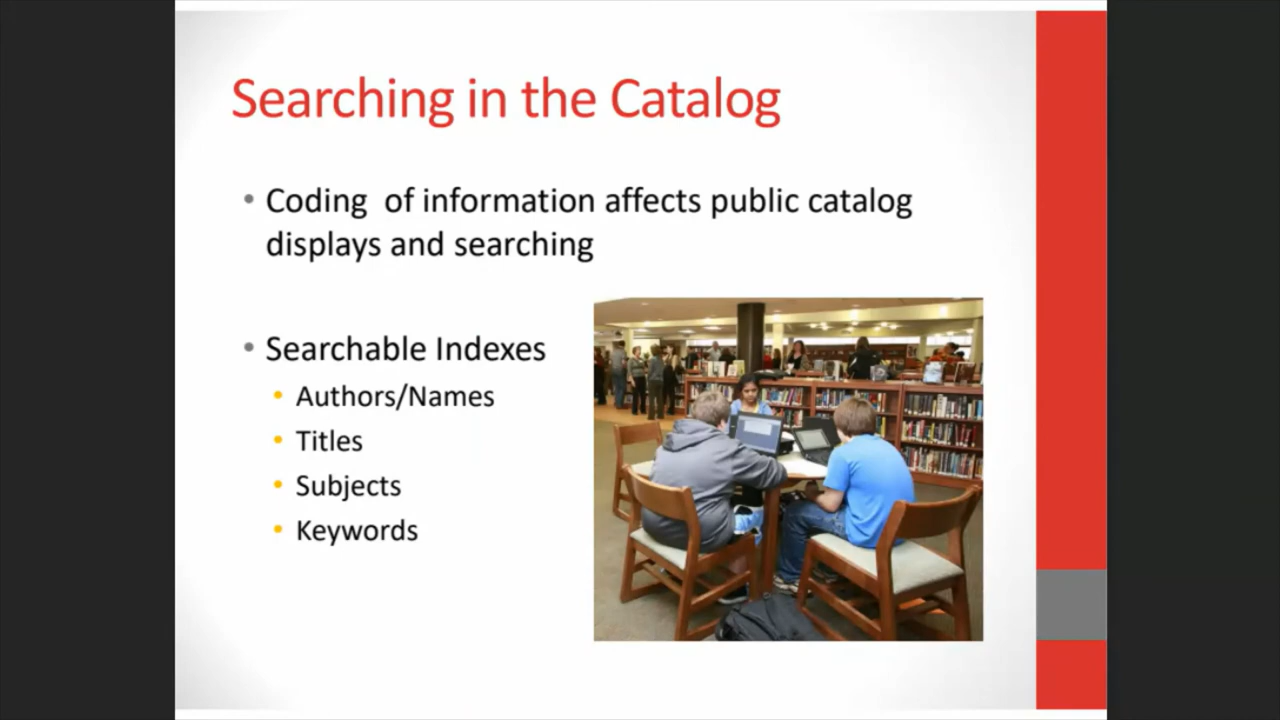 Searching in the Catalog
• Coding  of information affects public catalog
displays and searching
• Searchable Indexes
• Authors/Names
• Titles
• Subjects
• Keywords